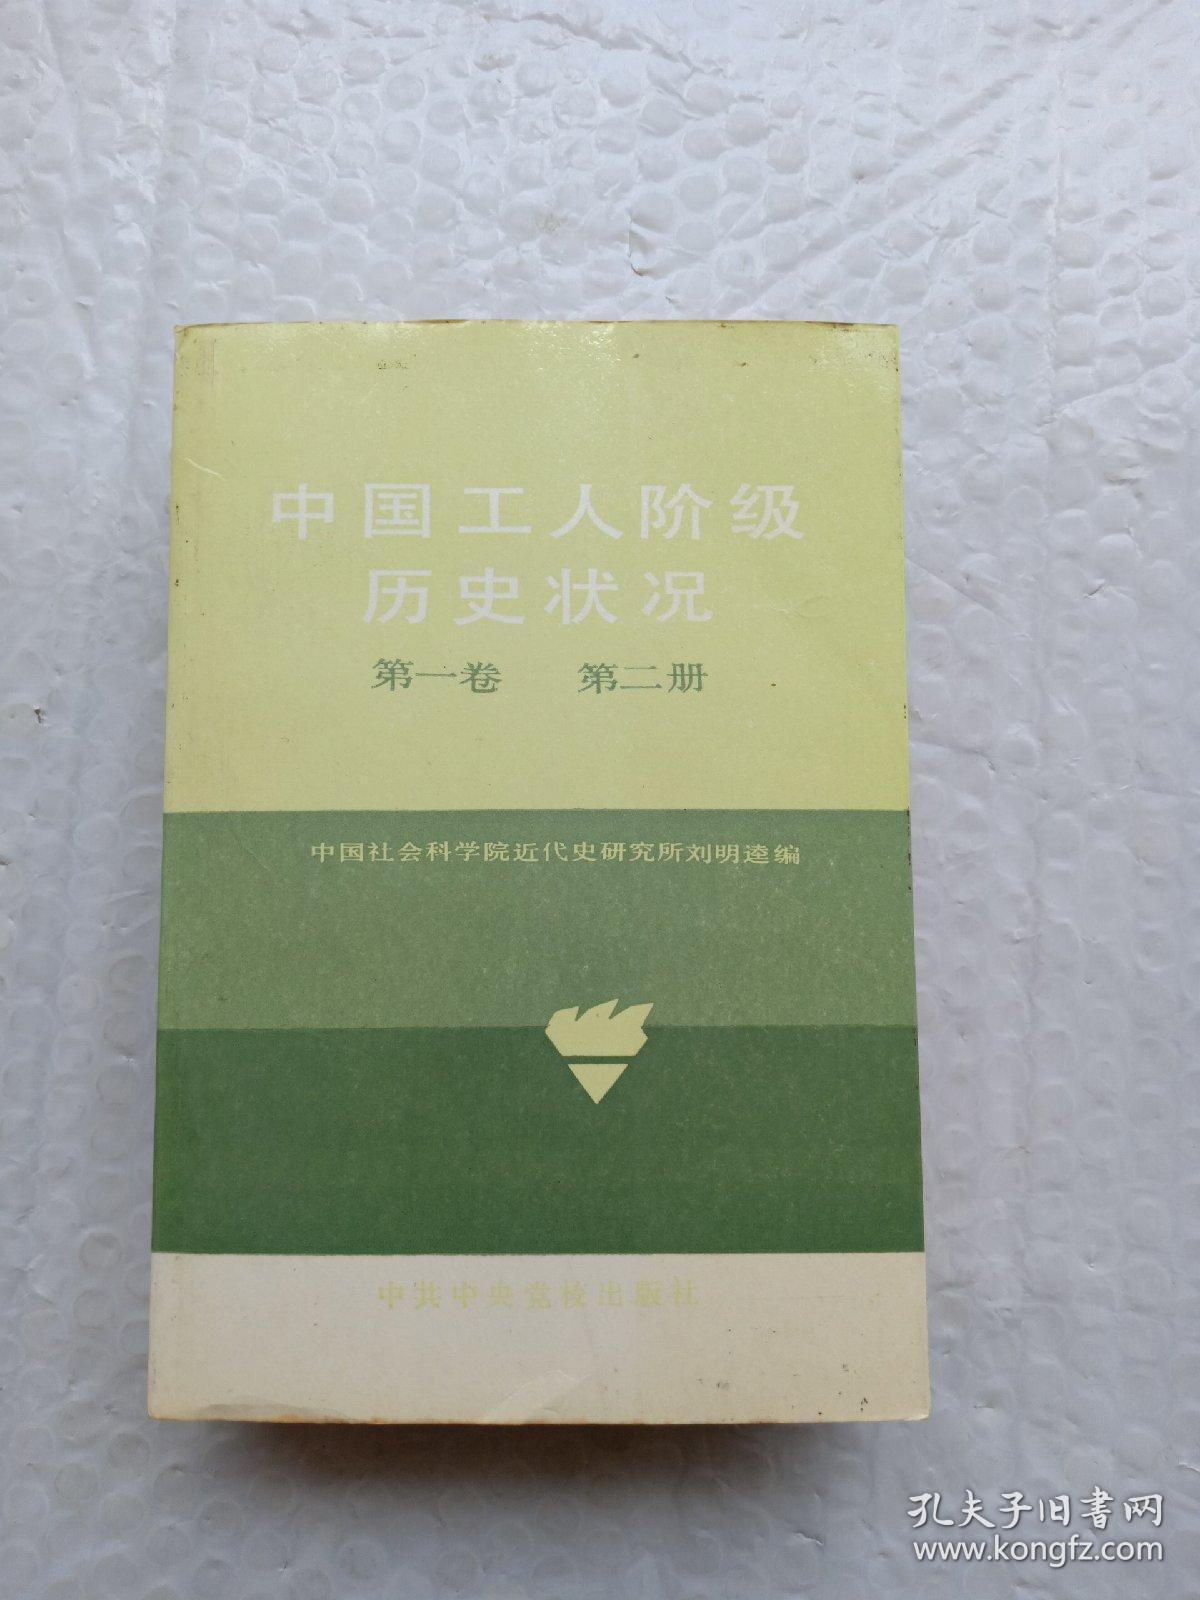 中国工人阶级
历史状况
第一卷 第二册
中国社会科学院近代史研究所刘明逵编
中共中央党校出版社
孔夫子旧书网
www.kongfz.com